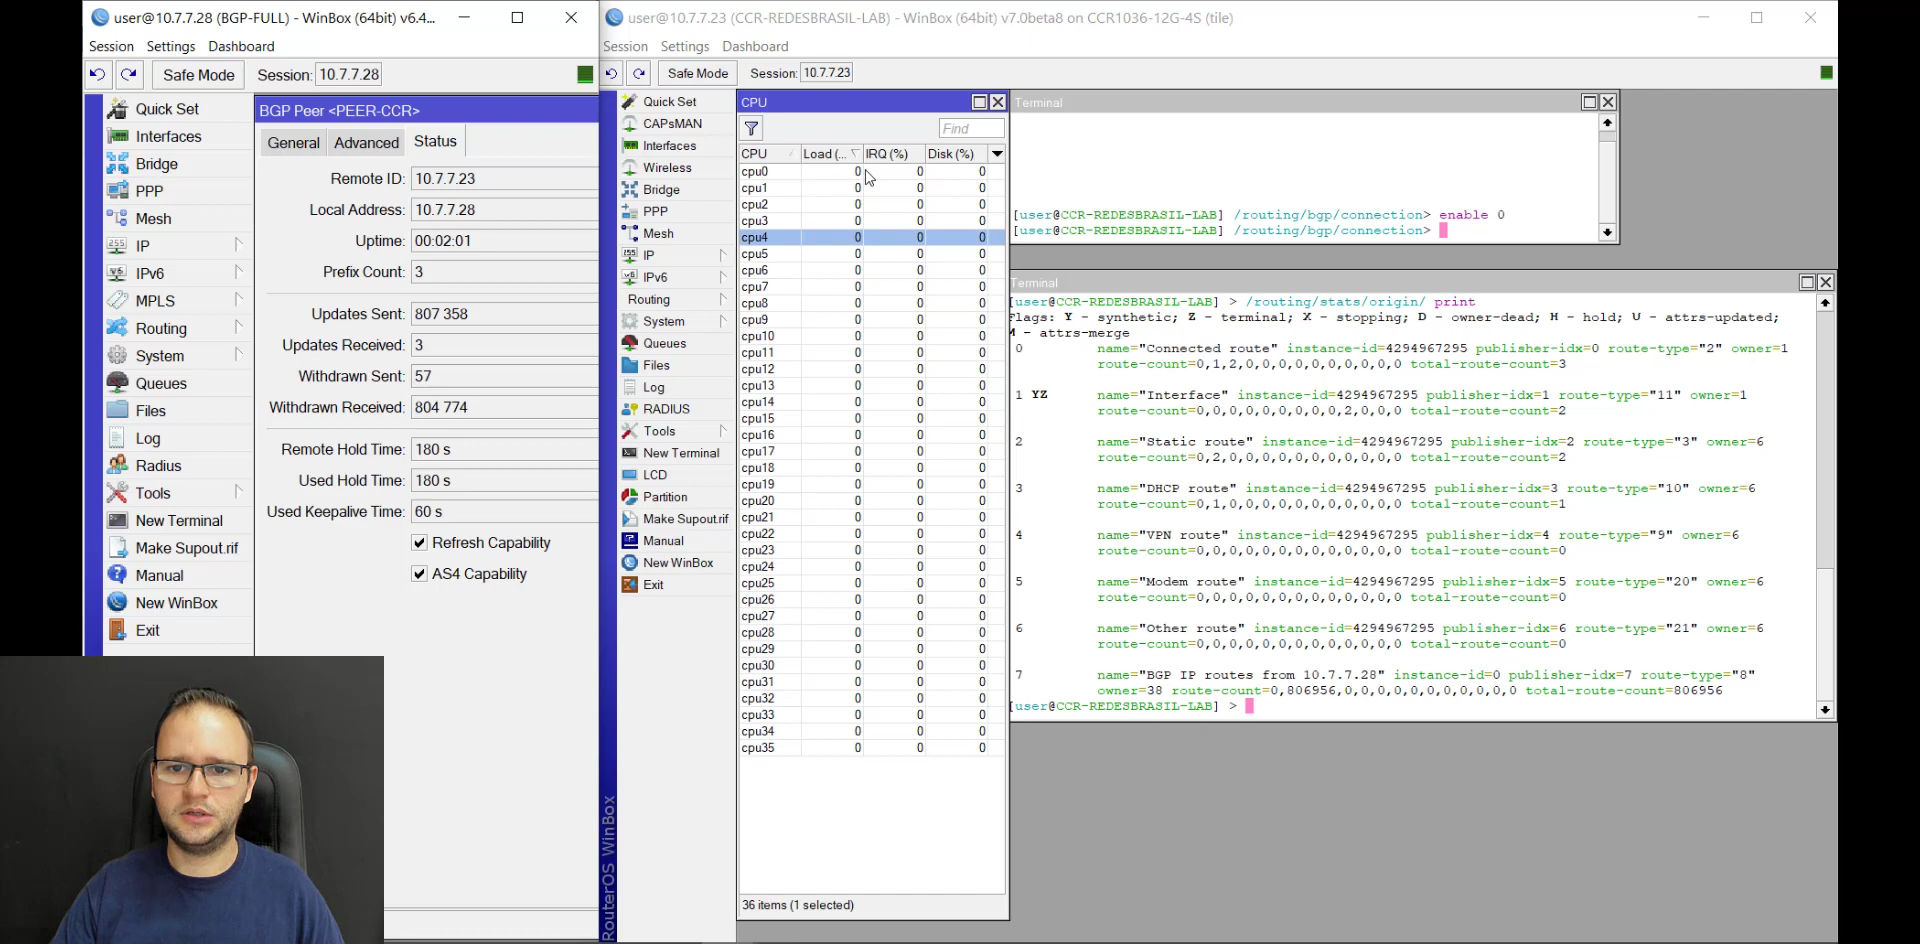 user@10.7.7.28 (BGP-FULL) - WinBox (64bit) v6.4...
Session Settings Dashboard
Safe Mode Session: 10.7.7.28
Quick Set
Interfaces
Bridge
PPP
Mesh
IP
IPv6
MPLS
Routing
System
Queues
Files
Log
Radius
Tools
New Terminal
Make Supout.rif
Manual
New WinBox
Exit
BGP Peer <PEER-CCR>
General Advanced Status
Remote ID: 10.7.7.23
Local Address: 10.7.7.28
Uptime: 00:02:01
Prefix Count: 3
Updates Sent: 807 358
Updates Received: 3
Withdrawn Sent: 57
Withdrawn Received: 804 774
Remote Hold Time: 180 s
Used Hold Time: 180 s
Used Keepalive Time: 60 s
Refresh Capability
AS4 Capability
user@10.7.7.23 (CCR-REDESBRASIL-LAB) - WinBox (64bit) v7.0beta8 on CCR1036-12G-4S (tile)
Session Settings Dashboard
Safe Mode Session: 10.7.7.23
Quick Set
CAPsMAN
Interfaces
Wireless
Bridge
PPP
Mesh
IP
IPv6
Routing
System
Queues
Files
Log
RADIUS
Tools
New Terminal
LCD
Partition
Make Supout.rif
Manual
New WinBox
Exit
RouterOS WinBox
CPU
Find
CPU Load (... IRQ (%) Disk (%)
cpu0 0 0 0
cpu1 0 0 0
cpu2 0 0 0
cpu3 0 0 0
cpu4 0 0 0
cpu5 0 0 0
cpu6 0 0 0
cpu7 0 0 0
cpu8 0 0 0
cpu9 0 0 0
cpu10 0 0 0
cpu11 0 0 0
cpu12 0 0 0
cpu13 0 0 0
cpu14 0 0 0
cpu15 0 0 0
cpu16 0 0 0
cpu17 0 0 0
cpu18 0 0 0
cpu19 0 0 0
cpu20 0 0 0
cpu21 0 0 0
cpu22 0 0 0
cpu23 0 0 0
cpu24 0 0 0
cpu25 0 0 0
cpu26 0 0 0
cpu27 0 0 0
cpu28 0 0 0
cpu29 0 0 0
cpu30 0 0 0
cpu31 0 0 0
cpu32 0 0 0
cpu33 0 0 0
cpu34 0 0 0
cpu35 0 0 0
36 items (1 selected)
Terminal
[user@CCR-REDESBRASIL-LAB] /routing/bgp/connection> enable 0
[user@CCR-REDESBRASIL-LAB] /routing/bgp/connection>
Terminal
[user@CCR-REDESBRASIL-LAB] > /routing/stats/origin/ print
Flags: Y - synthetic; Z - terminal; X - stopping; D - owner-dead; H - hold; U - attrs-updated;
M - attrs-merge
0 name="Connected route" instance-id=4294967295 publisher-idx=0 route-type="2" owner=1
route-count=0,1,2,0,0,0,0,0,0,0,0,0,0 total-route-count=3
1 YZ name="Interface" instance-id=4294967295 publisher-idx=1 route-type="11" owner=1
route-count=0,0,0,0,0,0,0,0,0,2,0,0,0 total-route-count=2
2 name="Static route" instance-id=4294967295 publisher-idx=2 route-type="3" owner=6
route-count=0,2,0,0,0,0,0,0,0,0,0,0,0 total-route-count=2
3 name="DHCP route" instance-id=4294967295 publisher-idx=3 route-type="10" owner=6
route-count=0,1,0,0,0,0,0,0,0,0,0,0,0 total-route-count=1
4 name="VPN route" instance-id=4294967295 publisher-idx=4 route-type="9" owner=6
route-count=0,0,0,0,0,0,0,0,0,0,0,0,0 total-route-count=0
5 name="Modem route" instance-id=4294967295 publisher-idx=5 route-type="20" owner=6
route-count=0,0,0,0,0,0,0,0,0,0,0,0,0 total-route-count=0
6 name="Other route" instance-id=4294967295 publisher-idx=6 route-type="21" owner=6
route-count=0,0,0,0,0,0,0,0,0,0,0,0,0 total-route-count=0
7 name="BGP IP routes from 10.7.7.28" instance-id=0 publisher-idx=7 route-type="8"
owner=38 route-count=0,806956,0,0,0,0,0,0,0,0,0,0,0 total-route-count=806956
[user@CCR-REDESBRASIL-LAB] >